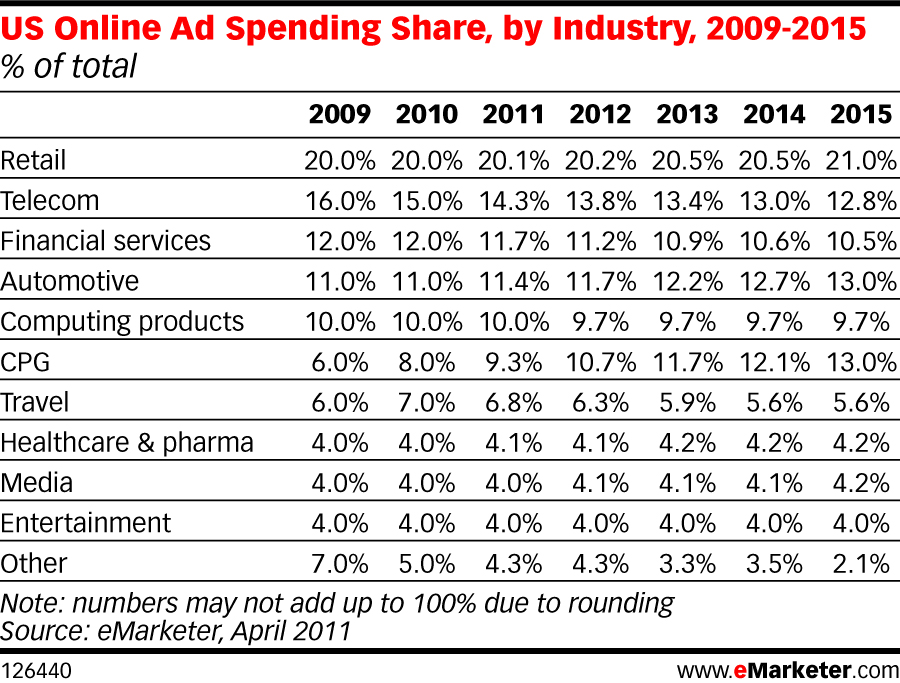 US Online Ad Spending Share, by Industry, 2009-2015
% of total
2009 2010 2011 2012 2013 2014 2015
Retail 20.0% 20.0% 20.1% 20.2% 20.5% 20.5% 21.0%
Telecom 16.0% 15.0% 14.3% 13.8% 13.4% 13.0% 12.8%
Financial services 12.0% 12.0% 11.7% 11.2% 10.9% 10.6% 10.5%
Automotive 11.0% 11.0% 11.4% 11.7% 12.2% 12.7% 13.0%
Computing products 10.0% 10.0% 10.0% 9.7% 9.7% 9.7% 9.7%
CPG 6.0% 8.0% 9.3% 10.7% 11.7% 12.1% 13.0%
Travel 6.0% 7.0% 6.8% 6.3% 5.9% 5.6% 5.6%
Healthcare & pharma 4.0% 4.0% 4.1% 4.1% 4.2% 4.2% 4.2%
Media 4.0% 4.0% 4.0% 4.1% 4.1% 4.1% 4.2%
Entertainment 4.0% 4.0% 4.0% 4.0% 4.0% 4.0% 4.0%
Other 7.0% 5.0% 4.3% 4.3% 3.3% 3.5% 2.1%
Note: numbers may not add up to 100% due to rounding
Source: eMarketer, April 2011
126440 www.eMarketer.com